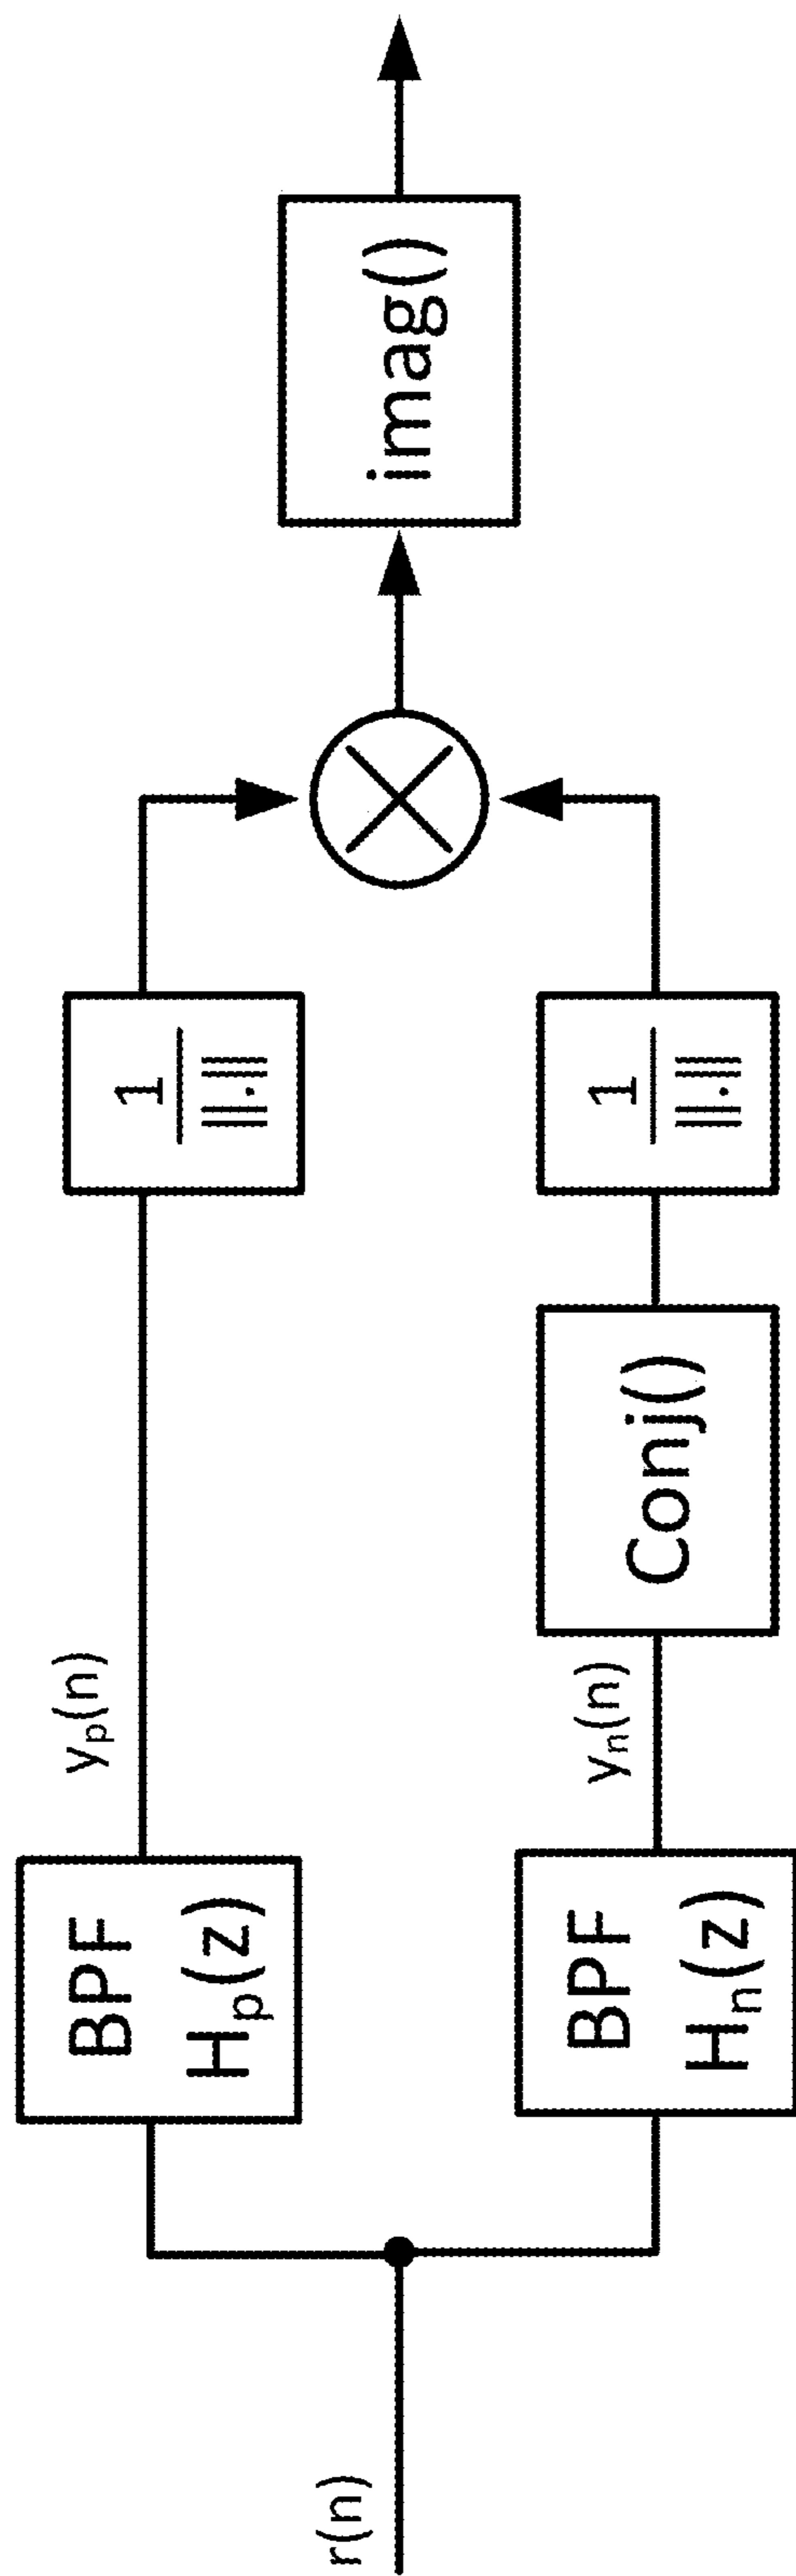 r(n)
BPF
Hp(z)
yp(n)
1
||.||
BPF
Hn(z)
yn(n)
Conj()
1
||.||
imag()